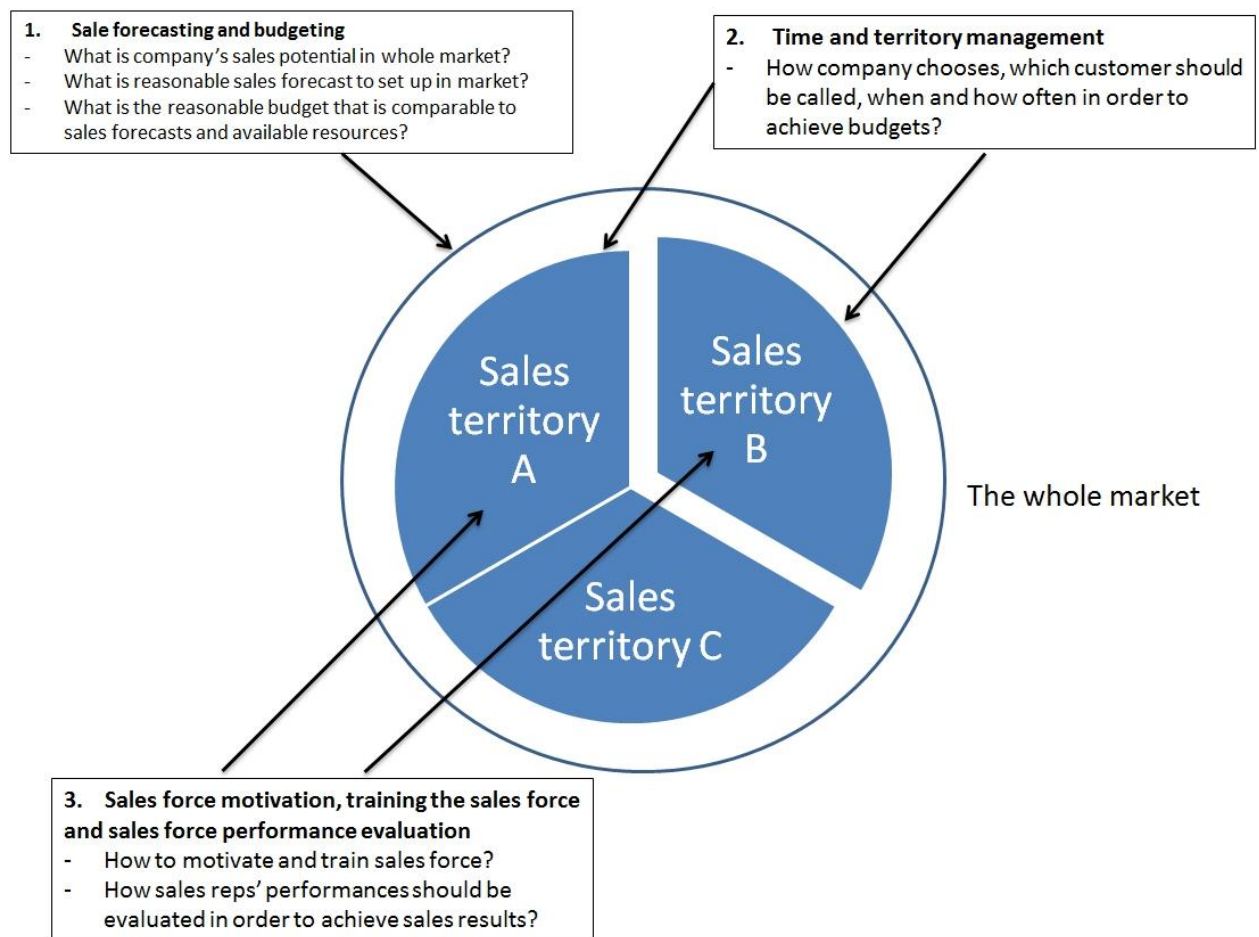 1. Sale forecasting and budgeting
- What is company's sales potential in whole market?
- What is reasonable sales forecast to set up in market?
- What is the reasonable budget that is comparable to
sales forecasts and available resources?
2. Time and territory management
- How company chooses, which customer should
be called, when and how often in order to
achieve budgets?
Sales
territory
A
Sales
territory
B
The whole market
Sales
territory C
3. Sales force motivation, training the sales force
and sales force performance evaluation
- How to motivate and train sales force?
- How sales reps' performances should be
evaluated in order to achieve sales results?